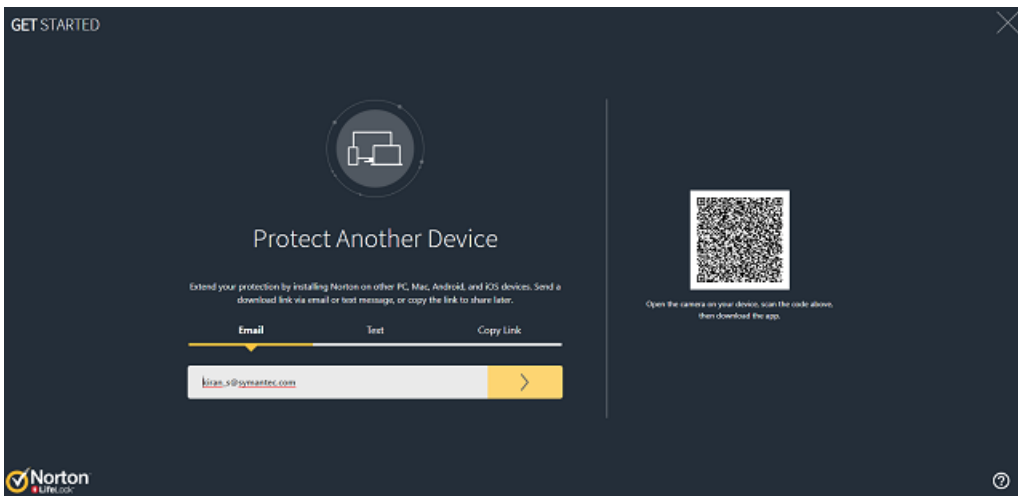 GET STARTED
Protect Another Device
Extend your protection by installing Norton on other PC, Mac, Android, and iOS devices. Send a
download link via email or text message, or copy the link to share later.
Email Text Copy Link
kiran_s@symantec.com
Open the camera on your device, scan the code above,
then download the app.
Norton
LifeLock